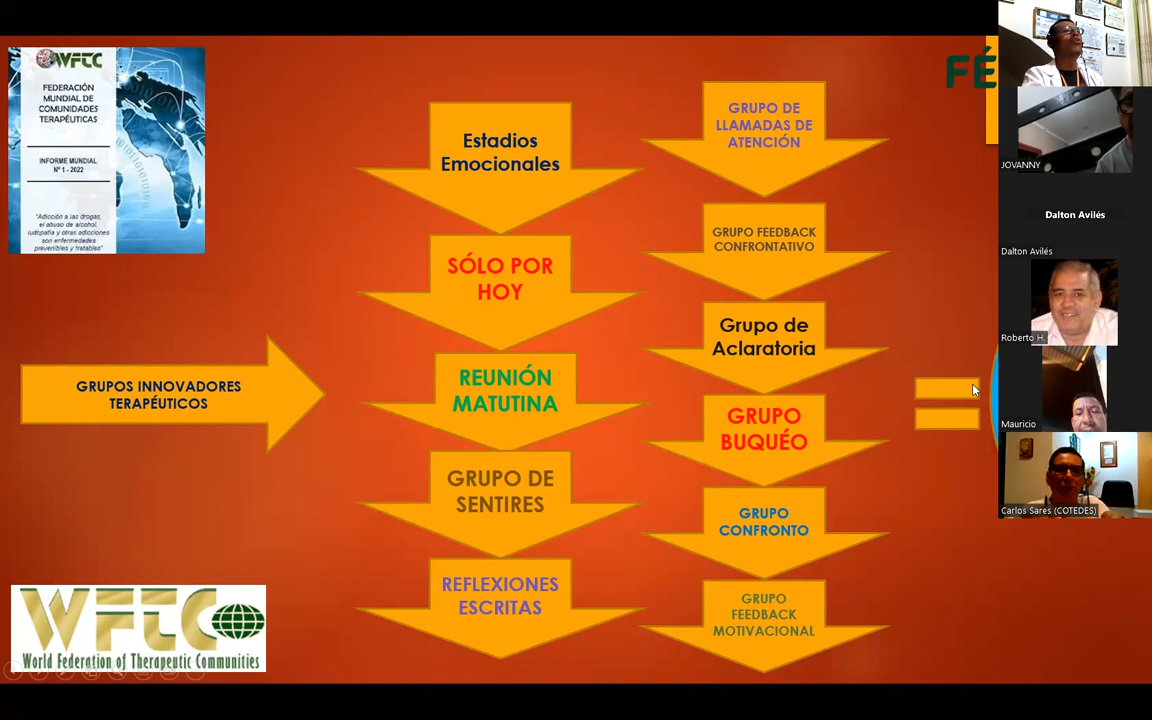 WFTC
FEDERACIÓN
MUNDIAL DE
COMUNIDADES
TERAPÉUTICAS
INFORME MUNDIAL
Nº 1 - 2022
"Adicción a las drogas,
el abuso de alcohol,
ludopatía y otras adicciones
son enfermedades
prevenibles y tratables"
GRUPOS INNOVADORES
TERAPÉUTICOS
WFTC
World Federation of Therapeutic Communities
Estadios
Emocionales
SÓLO POR
HOY
REUNIÓN
MATUTINA
GRUPO DE
SENTIRES
REFLEXIONES
ESCRITAS
GRUPO DE
LLAMADAS DE
ATENCIÓN
GRUPO FEEDBACK
CONFRONTATIVO
Grupo de
Aclaratoria
GRUPO
BUQUÉO
GRUPO
CONFRONTO
GRUPO
FEEDBACK
MOTIVACIONAL
FÉ
JOVANNY
Dalton Avilés
Dalton Avilés
Roberto H.
Mauricio
Carlos Sares (COTEDES)